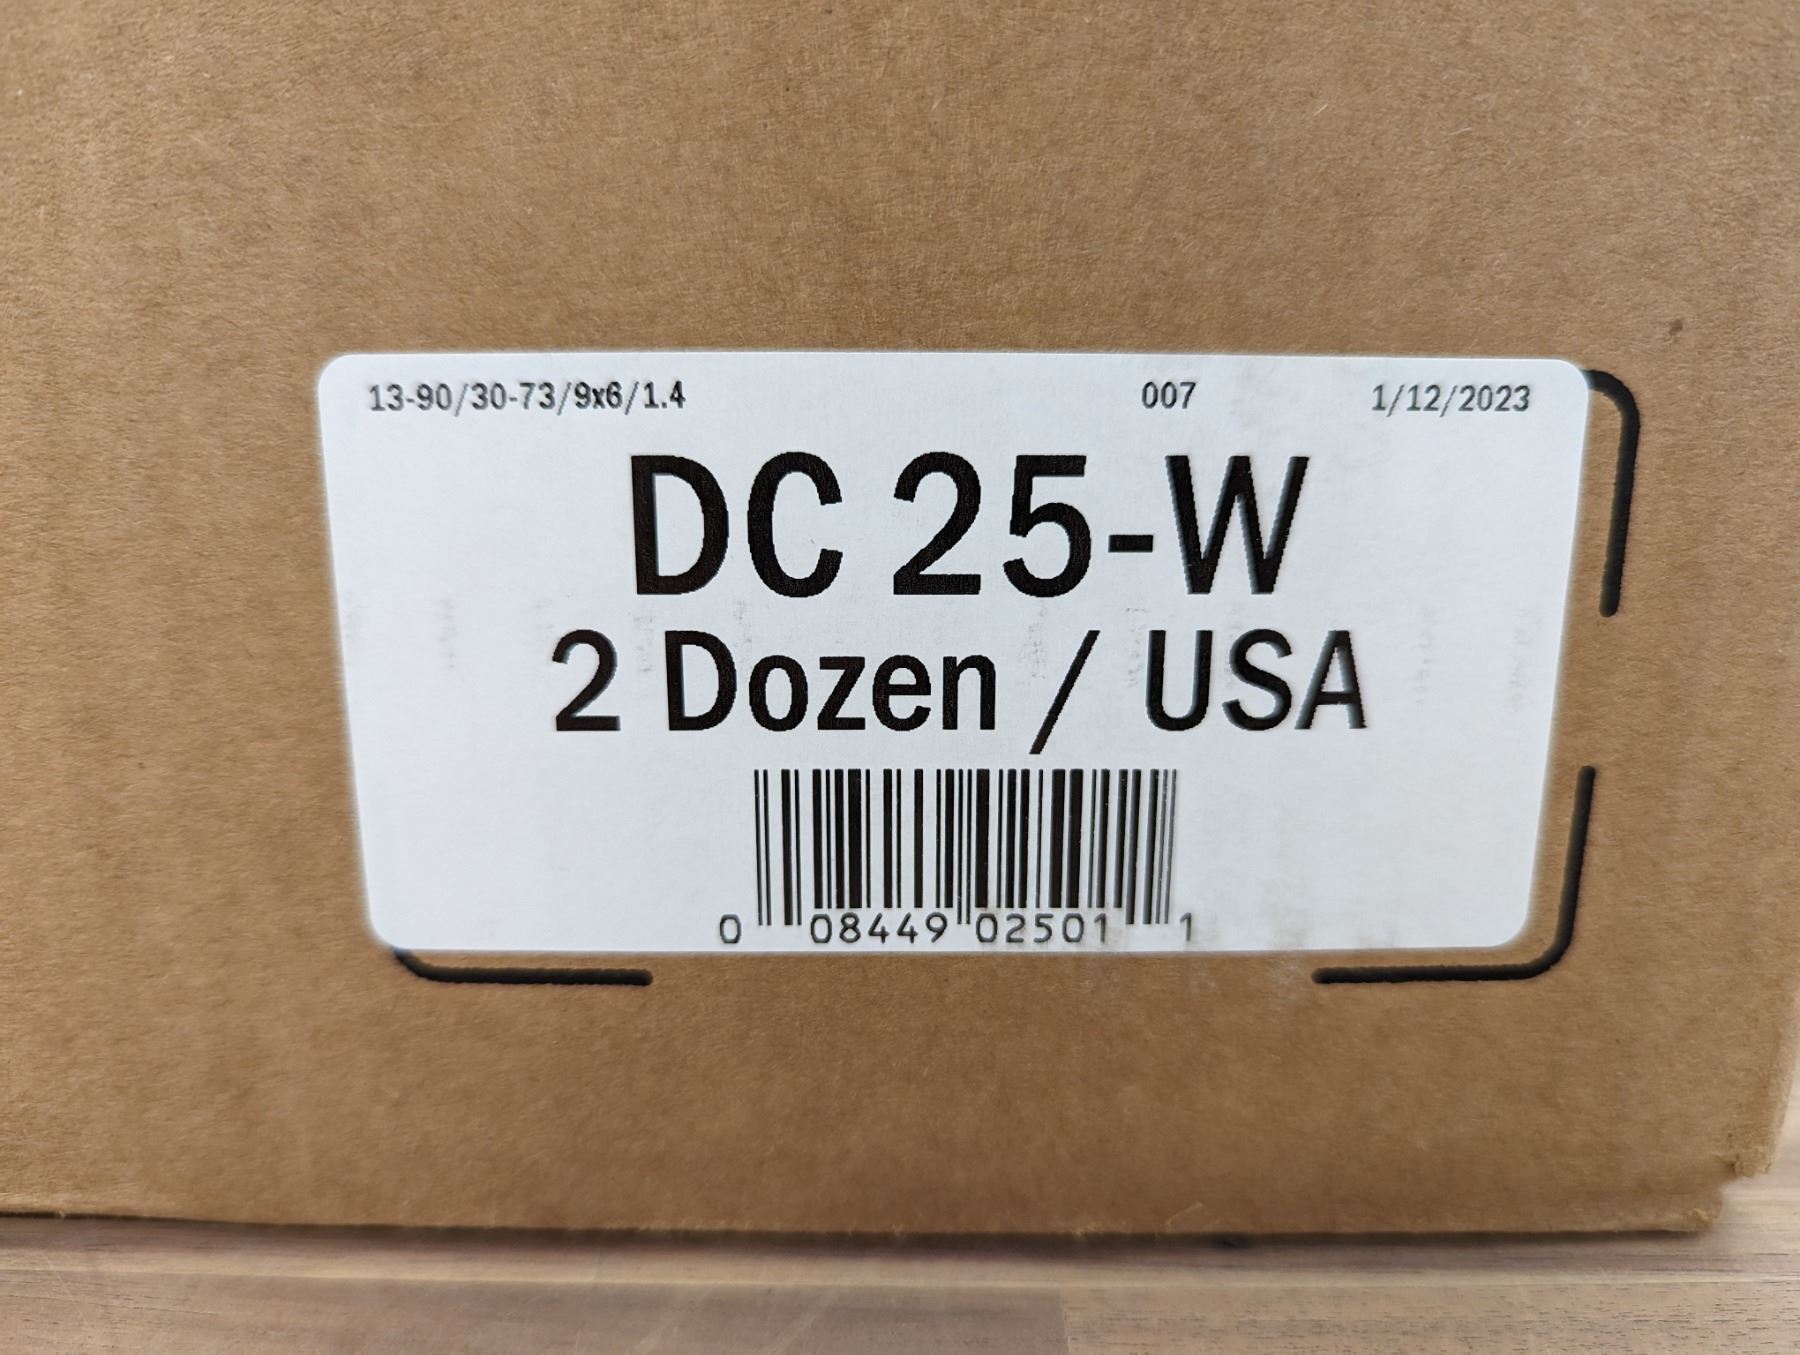 13-90/30-73/9x6/1.4 007 1/12/2023
DC 25-W
2 Dozen / USA
0 08449 02501 1